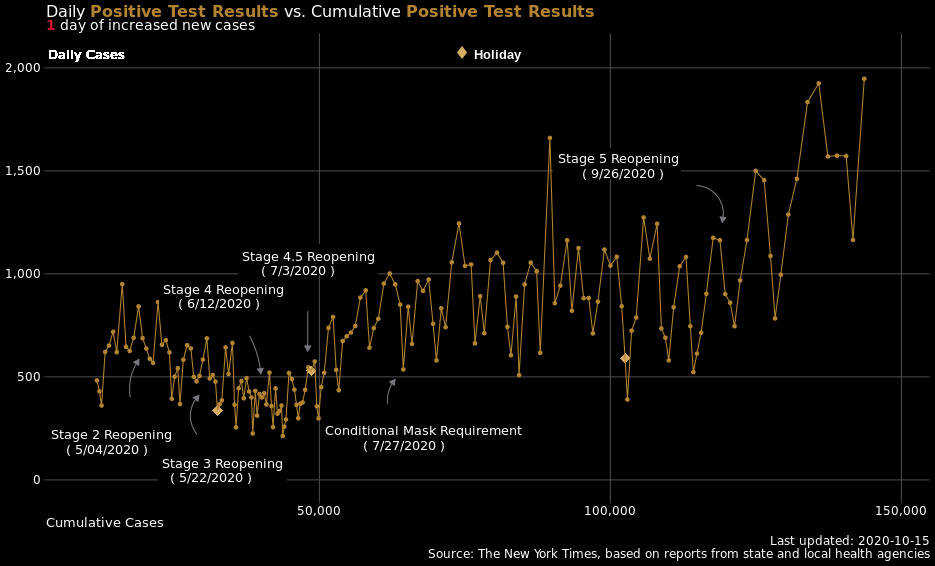 Daily Positive Test Results vs. Cumulative Positive Test Results
1 day of increased new cases
Daily Cases
Holiday
2,000
Stage 5 Reopening
( 9/26/2020 )
1,500
Stage 4.5 Reopening
( 7/3/2020 )
1,000
Stage 4 Reopening
( 6/12/2020 )
500
Stage 2 Reopening
( 5/04/2020 )
Conditional Mask Requirement
( 7/27/2020 )
Stage 3 Reopening
( 5/22/2020 )
0
50,000
100,000
150,000
Cumulative Cases
Last updated: 2020-10-15
Source: The New York Times, based on reports from state and local health agencies